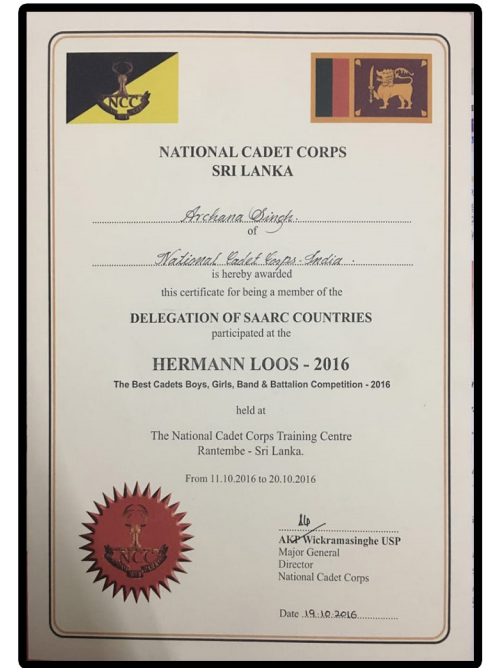 NCC
NATIONAL CADET CORPS
SRI LANKA
Archana Singh.
of
National Cadet Corps - India .
is hereby awarded
this certificate for being a member of the
DELEGATION OF SAARC COUNTRIES
participated at the
HERMANN LOOS - 2016
The Best Cadets Boys, Girls, Band & Battalion Competition - 2016
held at
The National Cadet Corps Training Centre
Rantembe - Sri Lanka.
From 11.10.2016 to 20.10.2016
NCC
AKP Wickramasinghe USP
Major General
Director
National Cadet Corps
Date 19.10.2016